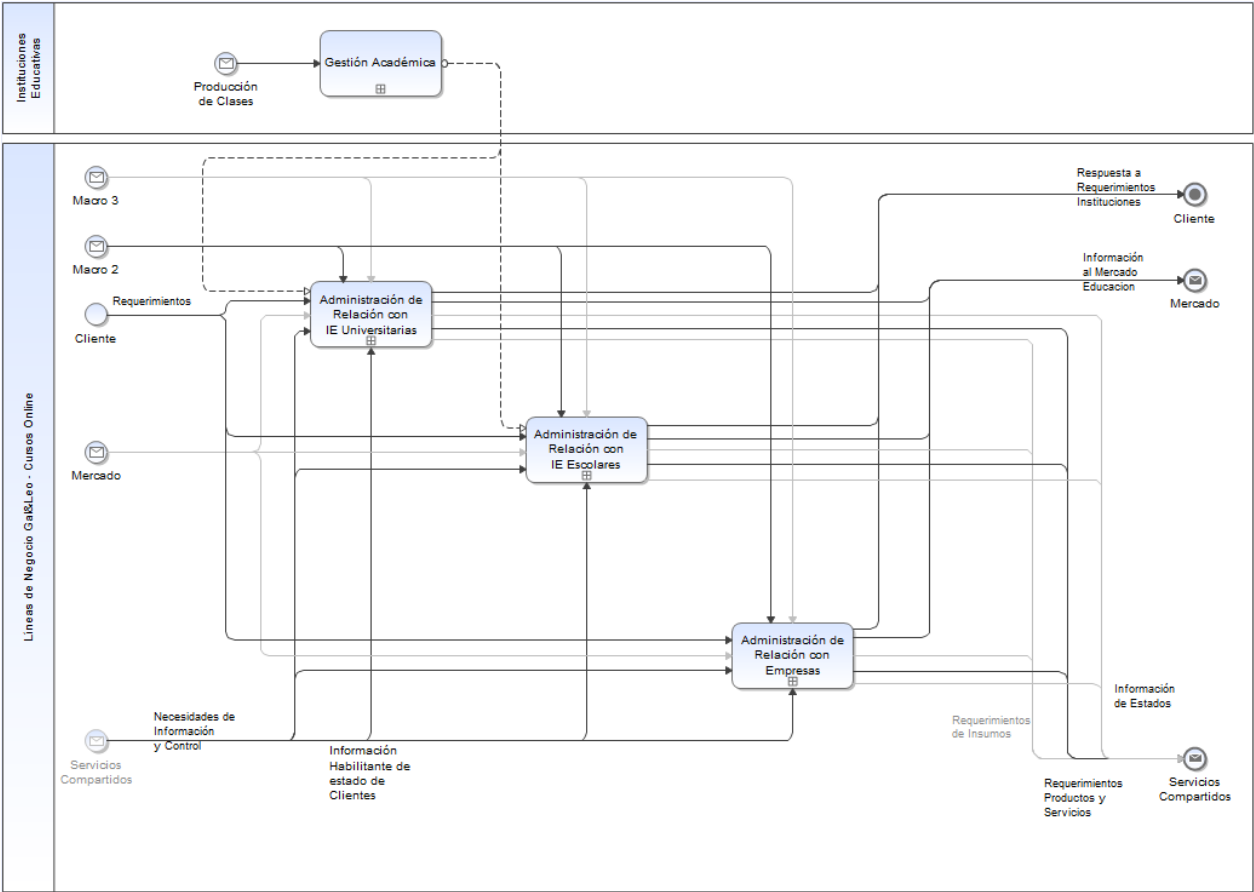 Instituciones
Educativas
Producción
de Clases
Gestión Académica
Lineas de Negocio Gal&Leo - Cursos Online
Macro 3
Macro 2
Requerimientos
Cliente
Mercado
Necesidades de
Información
y Control
Servicios
Compartidos
Información
Habilitante de
estado de
Clientes
Administración de
Relación con
IE Universitarias
Administración de
Relación con
IE Escolares
Administración de
Relación con
Empresas
Respuesta a
Requerimientos
Instituciones
Cliente
Información
al Mercado
Educacion
Mercado
Información
de Estados
Requerimientos
de Insumos
Requerimientos
Productos y
Servicios
Servicios
Compartidos